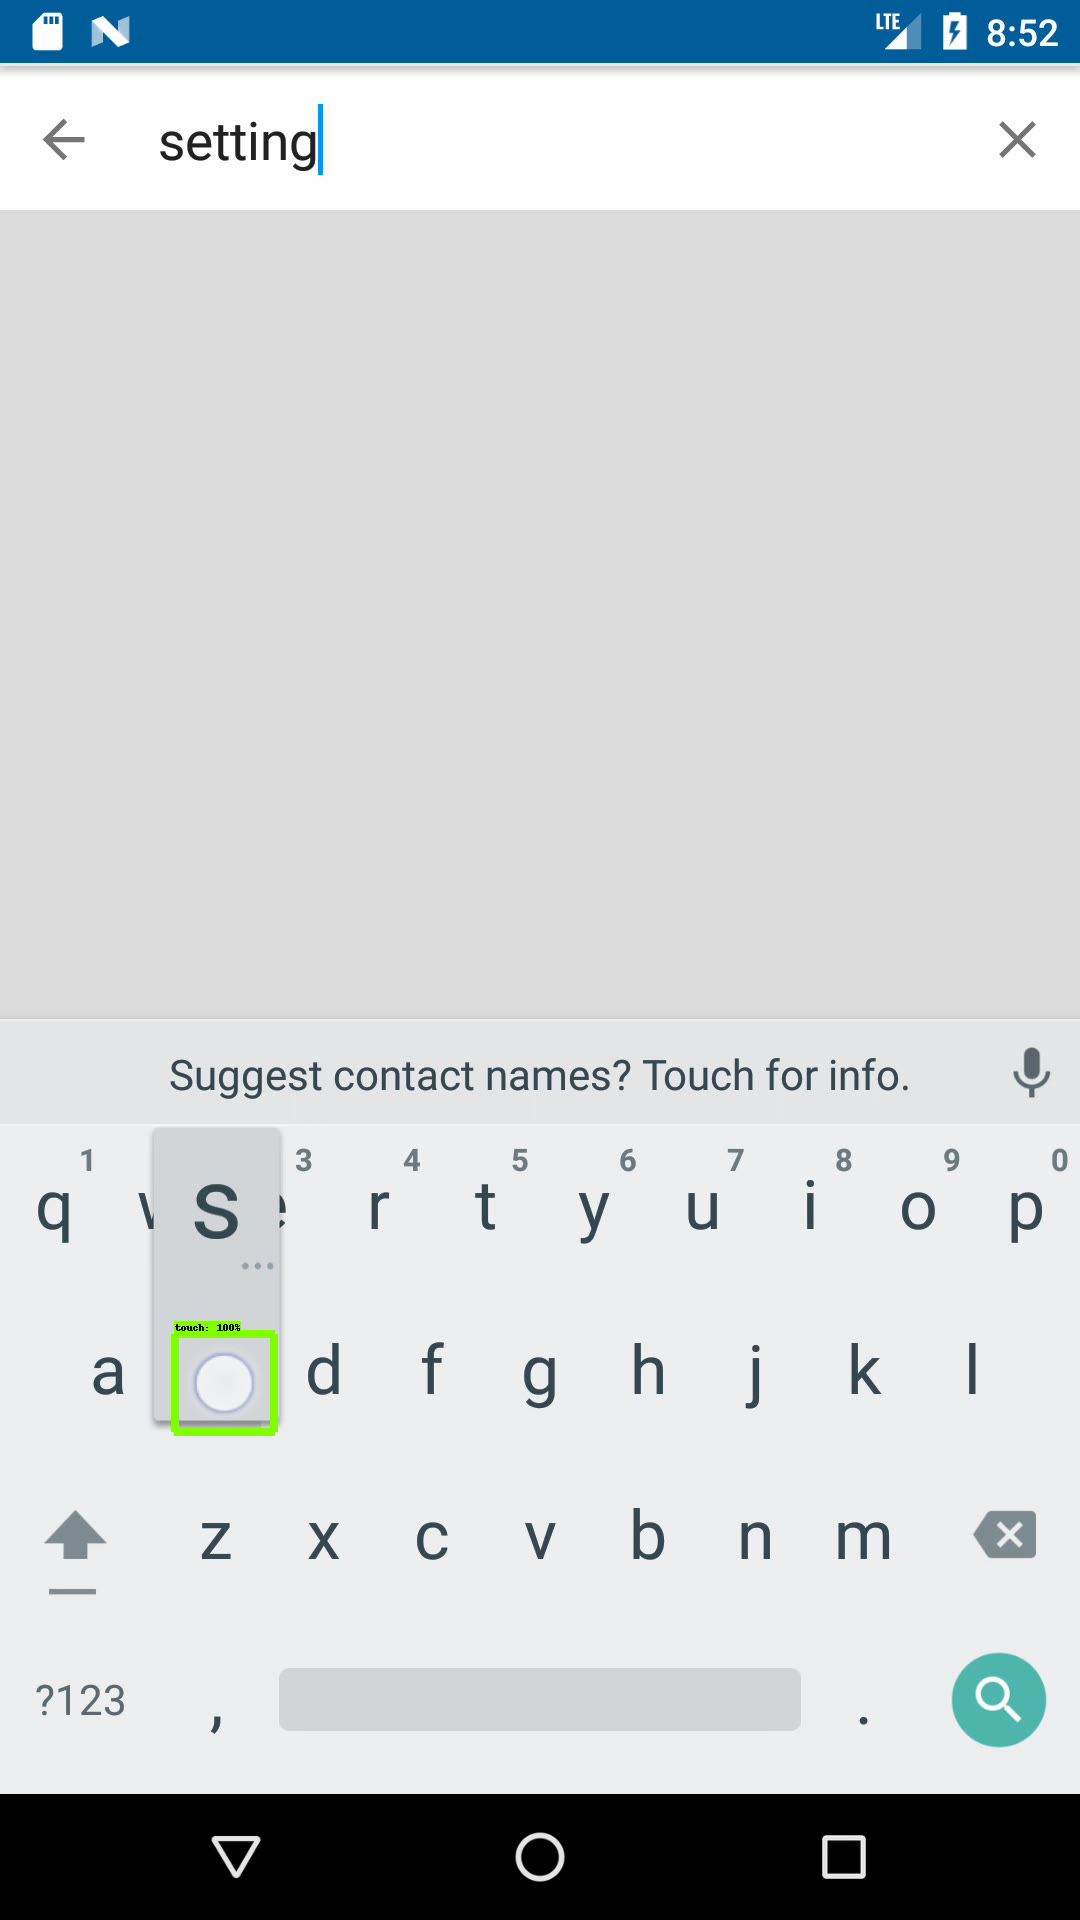 LTE 8:52
setting
Suggest contact names? Touch for info.
1 3 4 5 6 7 8 9 0
q w s e r t y u i o p
...
touch: 100%
a d f g h j k l
z x c v b n m
?123 , .